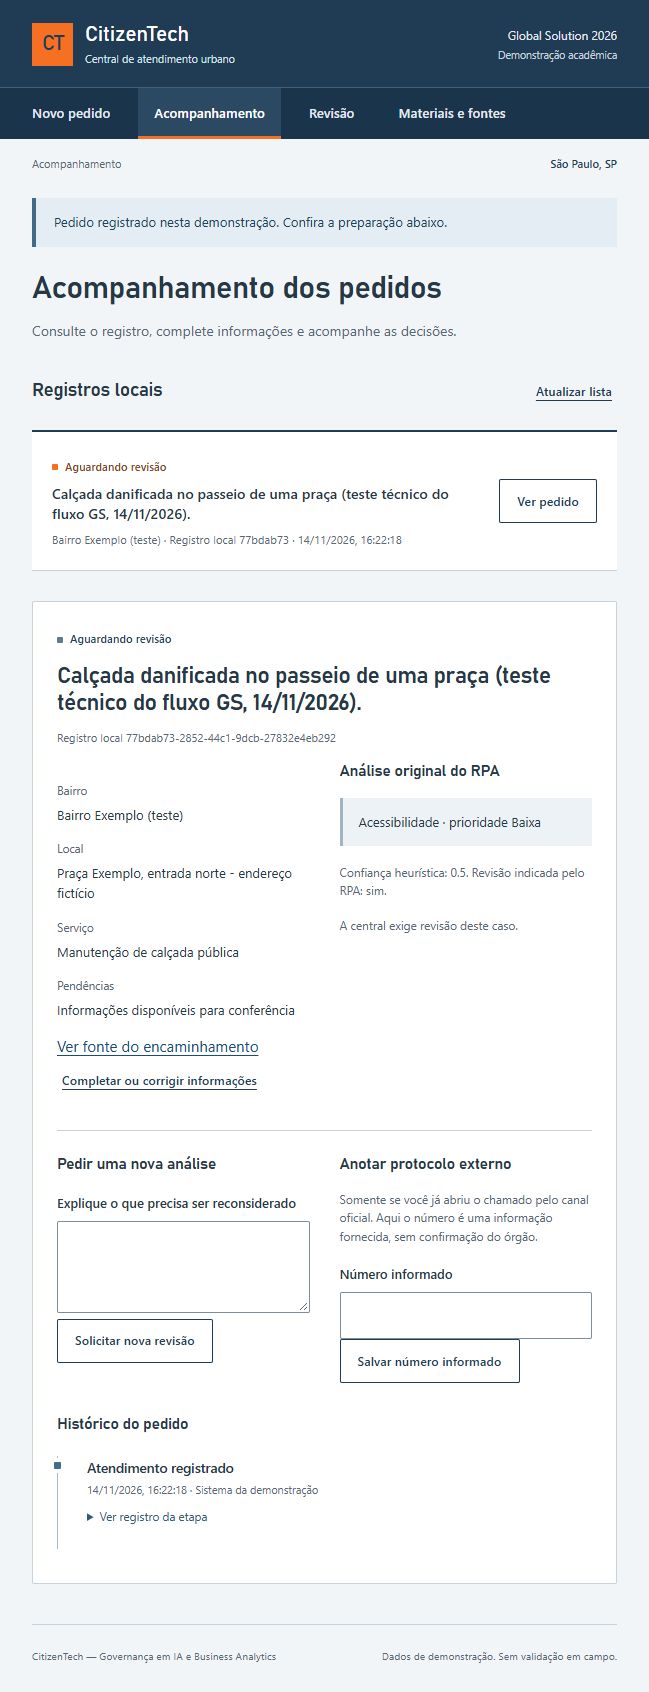 CT
CitizenTech
Central de atendimento urbano
Global Solution 2026
Demonstração acadêmica
Novo pedido
Acompanhamento
Revisão
Materiais e fontes
Acompanhamento
São Paulo, SP
Pedido registrado nesta demonstração. Confira a preparação abaixo.
Acompanhamento dos pedidos
Consulte o registro, complete informações e acompanhe as decisões.
Registros locais
Atualizar lista
Aguardando revisão
Calçada danificada no passeio de uma praça (teste técnico do
fluxo GS, 14/11/2026).
Bairro Exemplo (teste) · Registro local 77bdab73 · 14/11/2026, 16:22:18
Ver pedido
Aguardando revisão
Calçada danificada no passeio de uma praça (teste
técnico do fluxo GS, 14/11/2026).
Registro local 77bdab73-2852-44c1-9dcb-27832e4eb292
Bairro
Bairro Exemplo (teste)
Local
Praça Exemplo, entrada norte - endereço
fictício
Serviço
Manutenção de calçada pública
Pendências
Informações disponíveis para conferência
Ver fonte do encaminhamento
Completar ou corrigir informações
Análise original do RPA
Acessibilidade · prioridade Baixa
Confiança heurística: 0.5. Revisão indicada pelo
RPA: sim.
A central exige revisão deste caso.
Pedir uma nova análise
Explique o que precisa ser reconsiderado
Solicitar nova revisão
Anotar protocolo externo
Somente se você já abriu o chamado pelo canal
oficial. Aqui o número é uma informação
fornecida, sem confirmação do órgão.
Número informado
Salvar número informado
Histórico do pedido
Atendimento registrado
14/11/2026, 16:22:18 · Sistema da demonstração
Ver registro da etapa
CitizenTech — Governança em IA e Business Analytics
Dados de demonstração. Sem validação em campo.